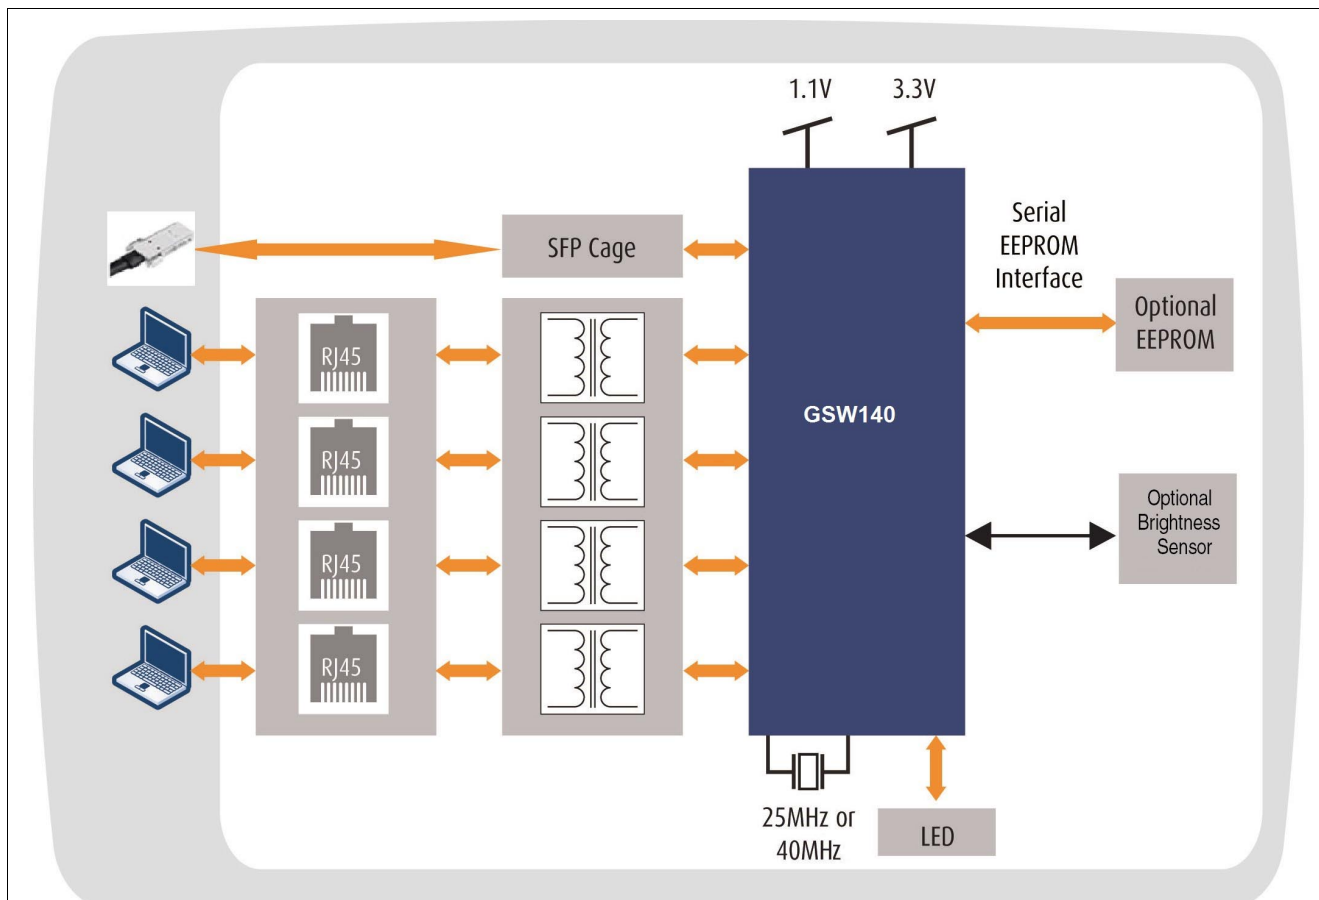 1.1V
3.3V
Serial
EEPROM
Interface
SFP Cage
Optional
EEPROM
RJ45
GSW140
RJ45
Optional
Brightness
Sensor
RJ45
RJ45
25MHz or
40MHz
LED